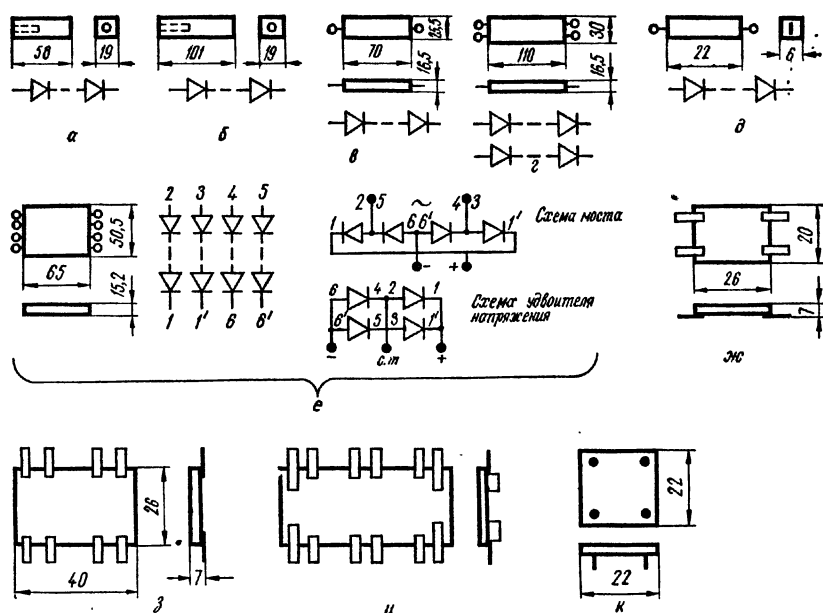 58
19
а
101
19
б
70
26,5
16,5
в
110
30
16,5
г
22
6
д
65
50,5
15,2
2 3 4 5
1 1' 6 6'
2 5 ~ 4 3
1 6 6' 1'
- +
Схема моста
6 4 2 1
6' 5 3 1'
- с.т +
Схема удвоителя
напряжения
е
20
26
7
ж
26
40
7
з
и
22
22
к